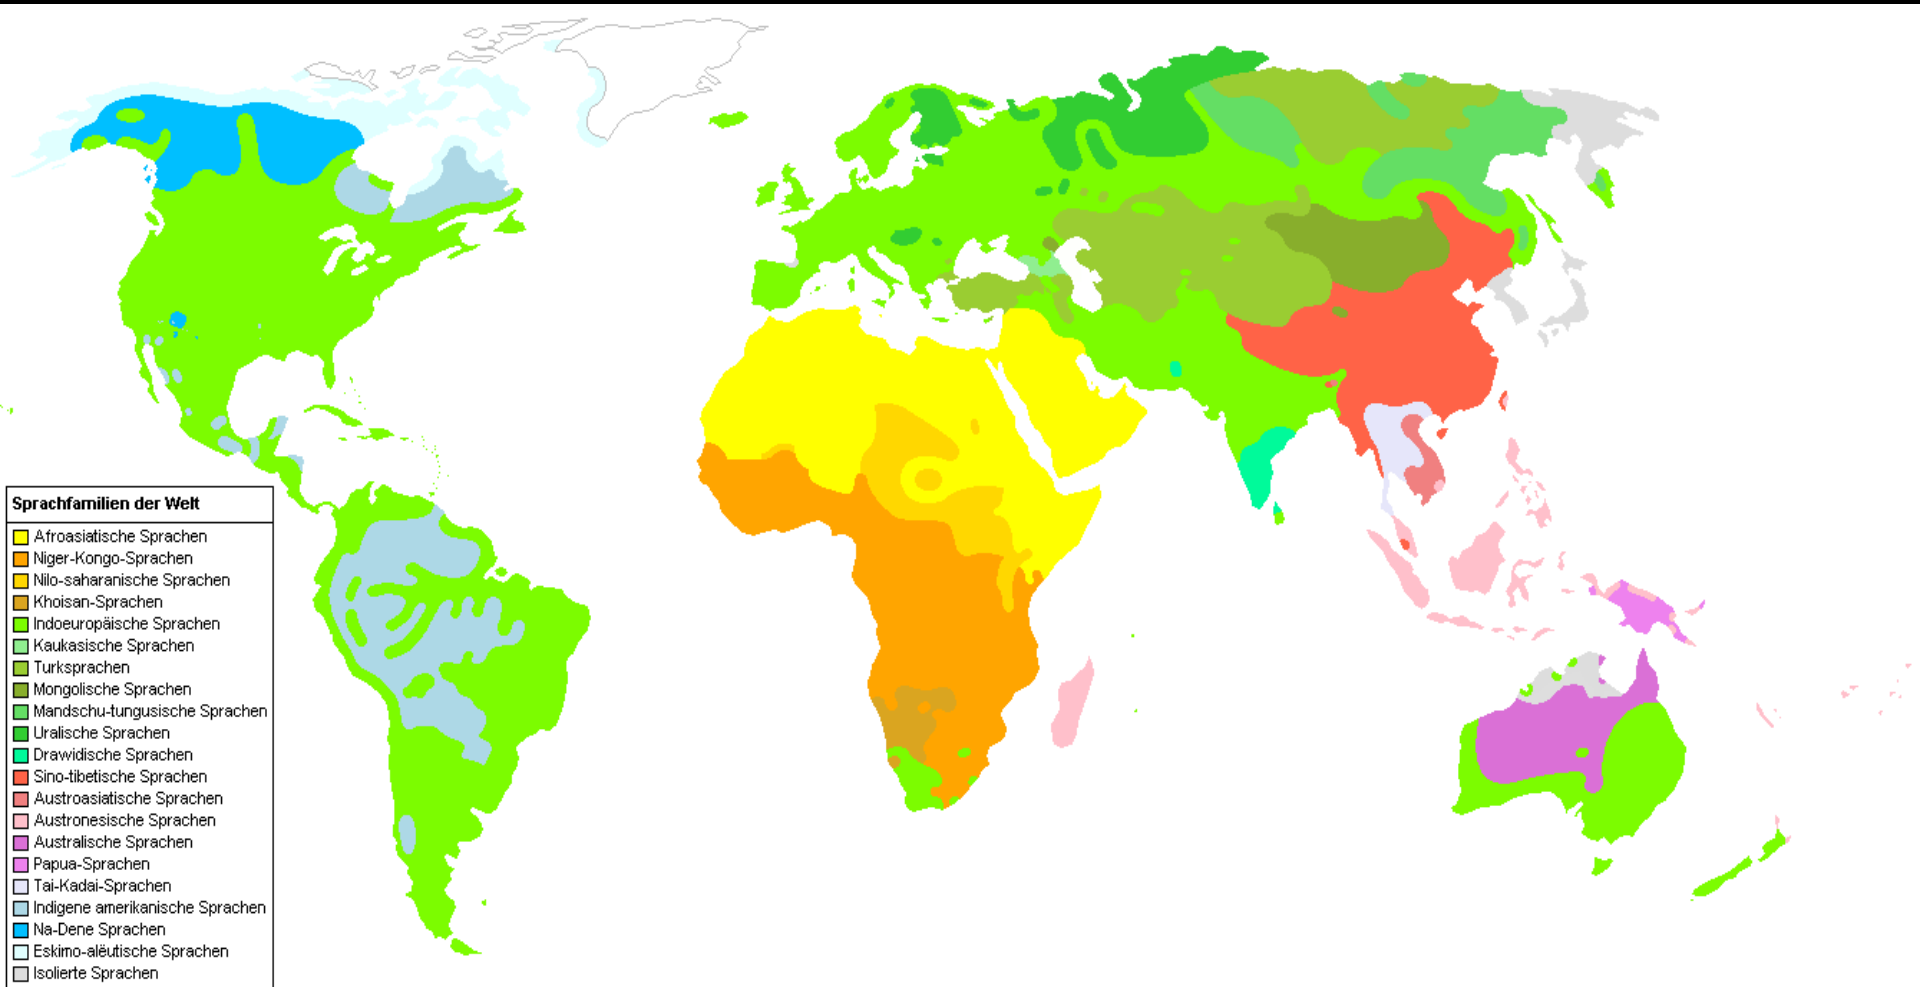 Sprachfamilien der Welt
Afroasiatische Sprachen
Niger-Kongo-Sprachen
Nilo-saharanische Sprachen
Khoisan-Sprachen
Indoeuropäische Sprachen
Kaukasische Sprachen
Turksprachen
Mongolische Sprachen
Mandschu-tungusische Sprachen
Uralische Sprachen
Drawidische Sprachen
Sino-tibetische Sprachen
Austroasiatische Sprachen
Austronesische Sprachen
Australische Sprachen
Papua-Sprachen
Tai-Kadai-Sprachen
Indigene amerikanische Sprachen
Na-Dene Sprachen
Eskimo-alëutische Sprachen
Isolierte Sprachen